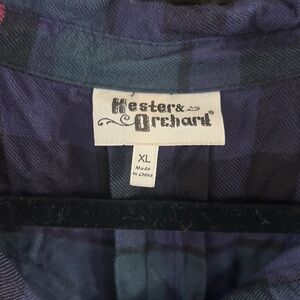 Hester &
Orchard®
XL
Made
in China